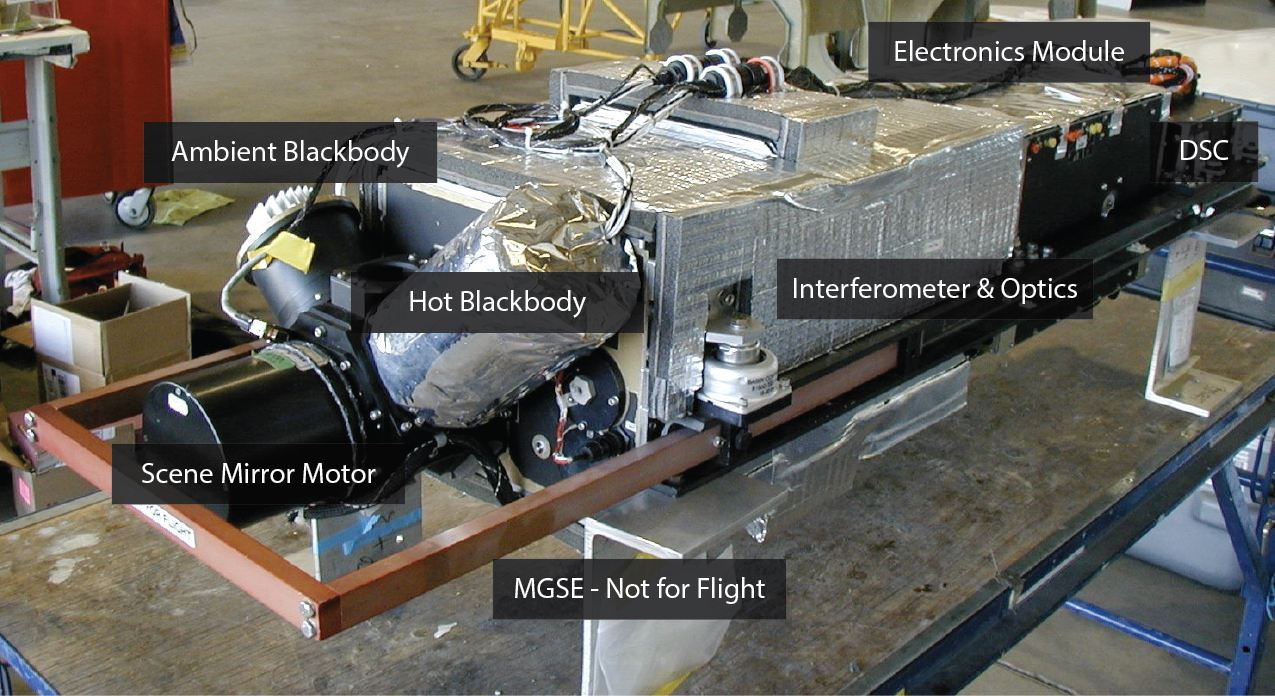 Electronics Module
Ambient Blackbody
DSC
Hot Blackbody
Interferometer & Optics
Scene Mirror Motor
MGSE - Not for Flight